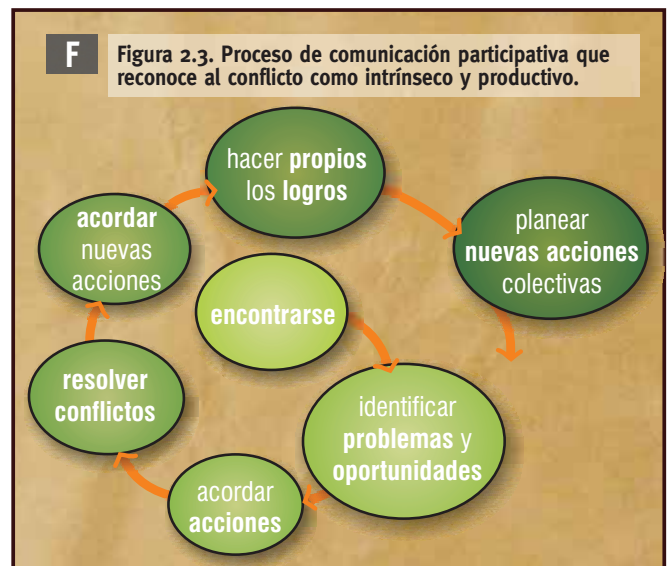 F
Figura 2.3. Proceso de comunicación participativa que
reconoce al conflicto como intrínseco y productivo.
hacer propios
los logros
acordar
nuevas
acciones
planear
nuevas acciones
colectivas
encontrarse
resolver
conflictos
identificar
problemas y
oportunidades
acordar
acciones